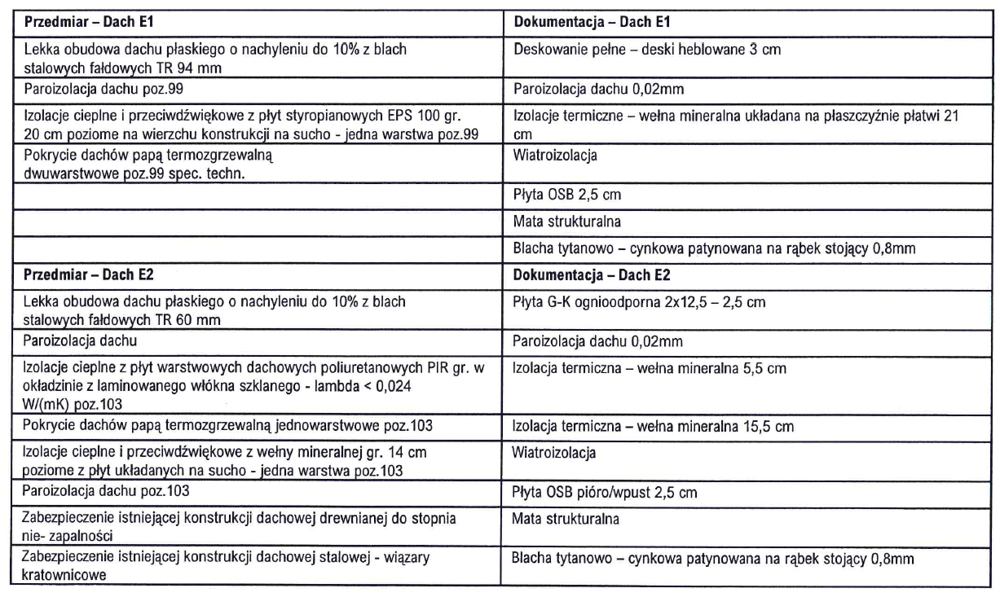 Przedmiar – Dach E1
Dokumentacja – Dach E1
Lekka obudowa dachu płaskiego o nachyleniu do 10% z blach
stalowych fałdowych TR 94 mm
Deskowanie pełne – deski heblowane 3 cm
Paroizolacja dachu poz.99
Paroizolacja dachu 0,02mm
Izolacje cieplne i przeciwdźwiękowe z płyt styropianowych EPS 100 gr.
20 cm poziome na wierzchu konstrukcji na sucho - jedna warstwa poz.99
Izolacje termiczne – wełna mineralna układana na płaszczyźnie płatwi 21
cm
Pokrycie dachów papą termozgrzewalną
dwuwarstwowe poz.99 spec. techn.
Wiatroizolacja
Płyta OSB 2,5 cm
Mata strukturalna
Blacha tytanowo – cynkowa patynowana na rąbek stojący 0,8mm
Przedmiar – Dach E2
Dokumentacja – Dach E2
Lekka obudowa dachu płaskiego o nachyleniu do 10% z blach
stalowych fałdowych TR 60 mm
Płyta G-K ognioodporna 2x12,5 – 2,5 cm
Paroizolacja dachu
Paroizolacja dachu 0,02mm
Izolacje cieplne z płyt warstwowych dachowych poliuretanowych PIR gr. w
okładzinie z laminowanego włókna szklanego - lambda < 0,024
W/(mK) poz.103
Izolacja termiczna – wełna mineralna 5,5 cm
Pokrycie dachów papą termozgrzewalną jednowarstwowe poz.103
Izolacja termiczna – wełna mineralna 15,5 cm
Izolacje cieplne i przeciwdźwiękowe z wełny mineralnej gr. 14 cm
poziome z płyt układanych na sucho - jedna warstwa poz.103
Wiatroizolacja
Paroizolacja dachu poz.103
Płyta OSB pióro/wpust 2,5 cm
Zabezpieczenie istniejącej konstrukcji dachowej drewnianej do stopnia
nie- zapalności
Mata strukturalna
Zabezpieczenie istniejącej konstrukcji dachowej stalowej - wiązary
kratownicowe
Blacha tytanowo – cynkowa patynowana na rąbek stojący 0,8mm